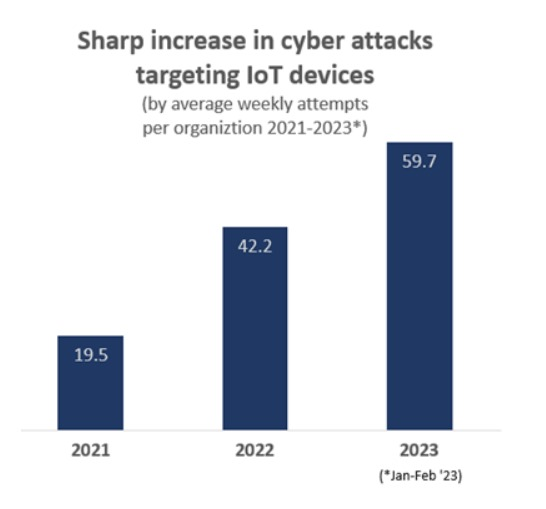 Sharp increase in cyber attacks
targeting IoT devices
(by average weekly attempts
per organiztion 2021-2023*)
59.7
42.2
19.5
2021 2022 2023
(*Jan-Feb '23)